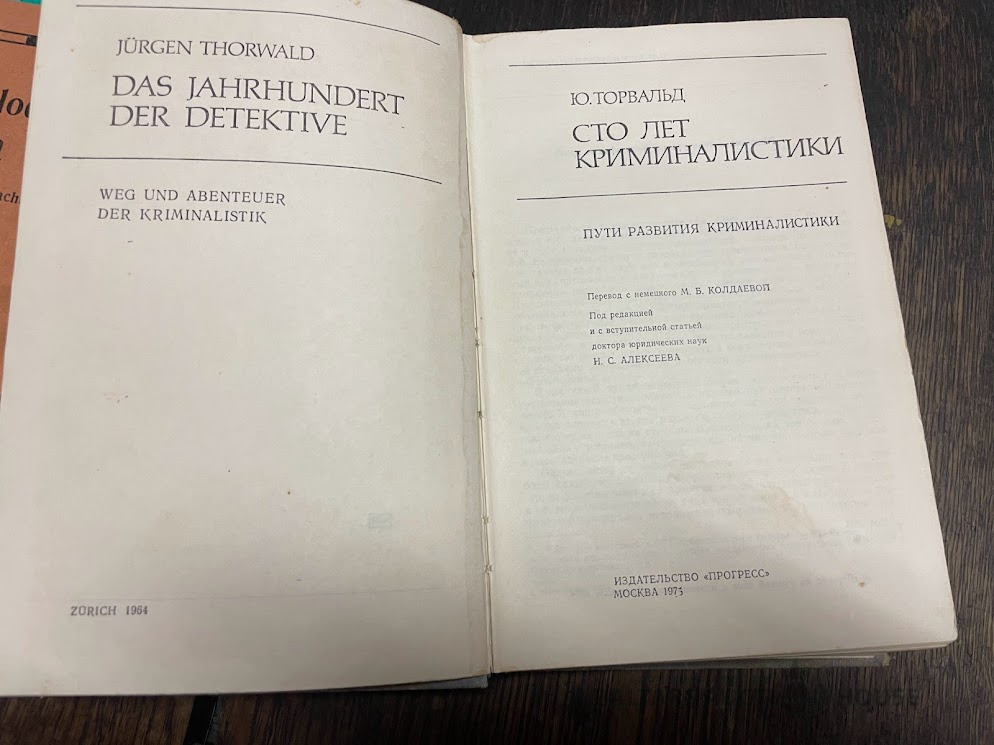 JÜRGEN THORWALD
DAS JAHRHUNDERT
DER DETEKTIVE
WEG UND ABENTEUER
DER KRIMINALISTIK
ZÜRICH 1964
Ю. ТОРВАЛЬД
СТО ЛЕТ
КРИМИНАЛИСТИКИ
ПУТИ РАЗВИТИЯ КРИМИНАЛИСТИКИ
Перевод с немецкого М. Б. КОЛДАЕВОЙ
Под редакцией
и с вступительной статьей
доктора юридических наук
Н. С. АЛЕКСЕЕВА
ИЗДАТЕЛЬСТВО «ПРОГРЕСС»
МОСКВА 1975
HOUSE